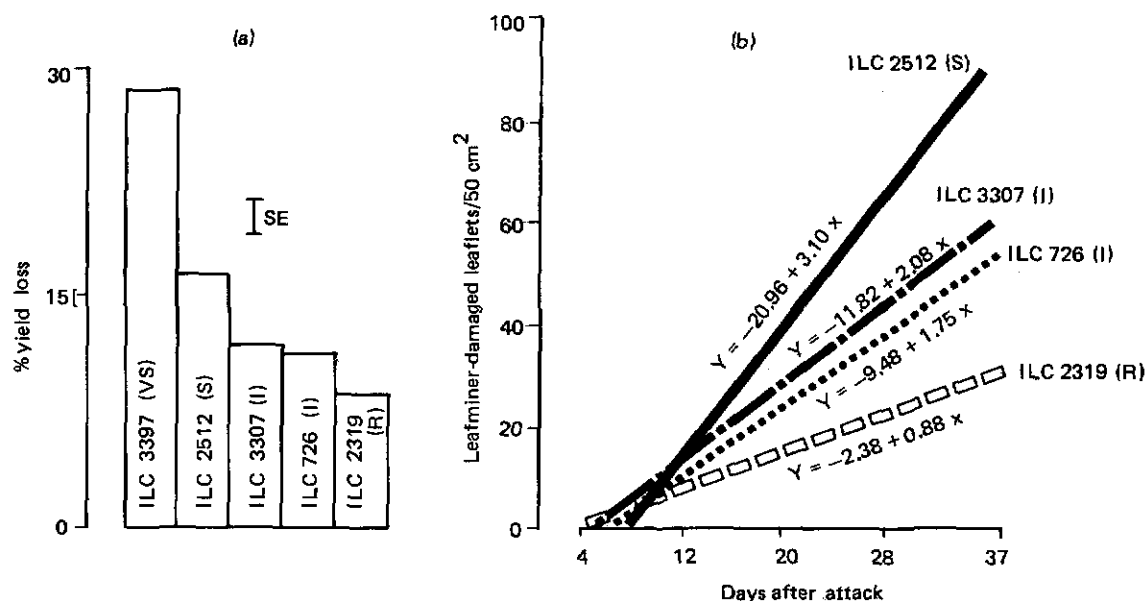 (a)
30
15
0
% yield loss
SE
ILC 3397 (VS)
ILC 2512 (S)
ILC 3307 (I)
ILC 726 (I)
ILC 2319
(R)
(b)
100
80
60
40
20
0
Leafminer-damaged leaflets/50 cm²
ILC 2512 (S)
ILC 3307 (I)
ILC 726 (I)
ILC 2319 (R)
Y = −20.96 + 3.10 x
Y = −11.82 + 2.08 x
Y = −9.48 + 1.75 x
Y = −2.38 + 0.88 x
4 12 20 28 37
Days after attack